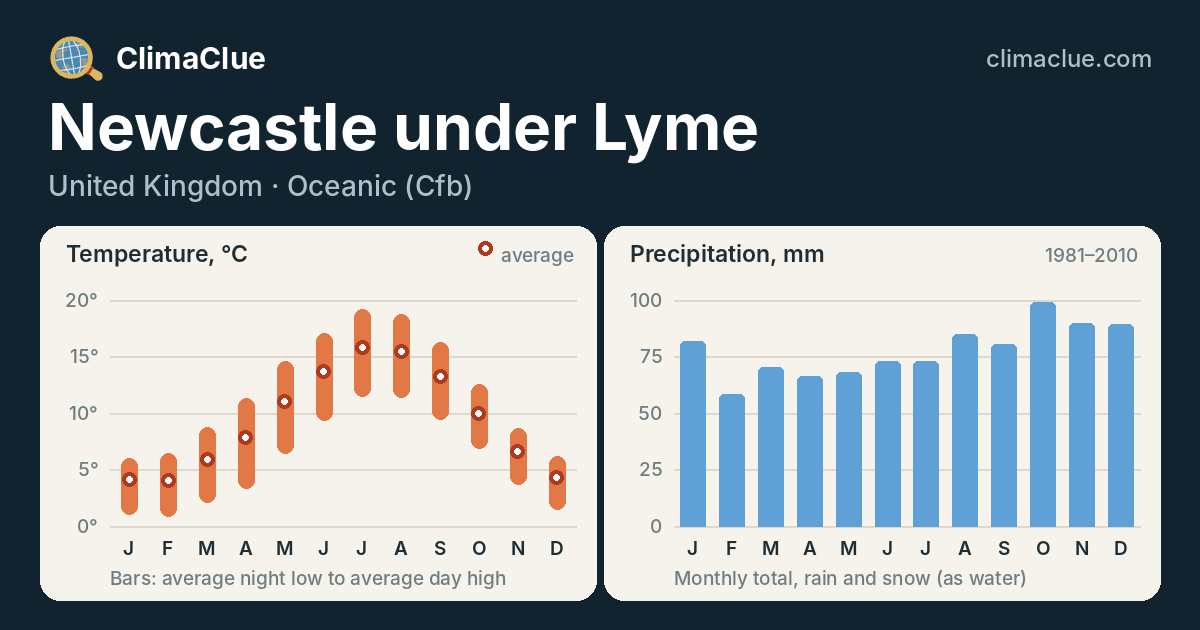 ClimaClue
climaclue.com
Newcastle under Lyme
United Kingdom · Oceanic (Cfb)
Temperature, °C
average
20°
15°
10°
5°
0°
J F M A M J J A S O N D
Bars: average night low to average day high
Precipitation, mm
1981–2010
100
75
50
25
0
J F M A M J J A S O N D
Monthly total, rain and snow (as water)